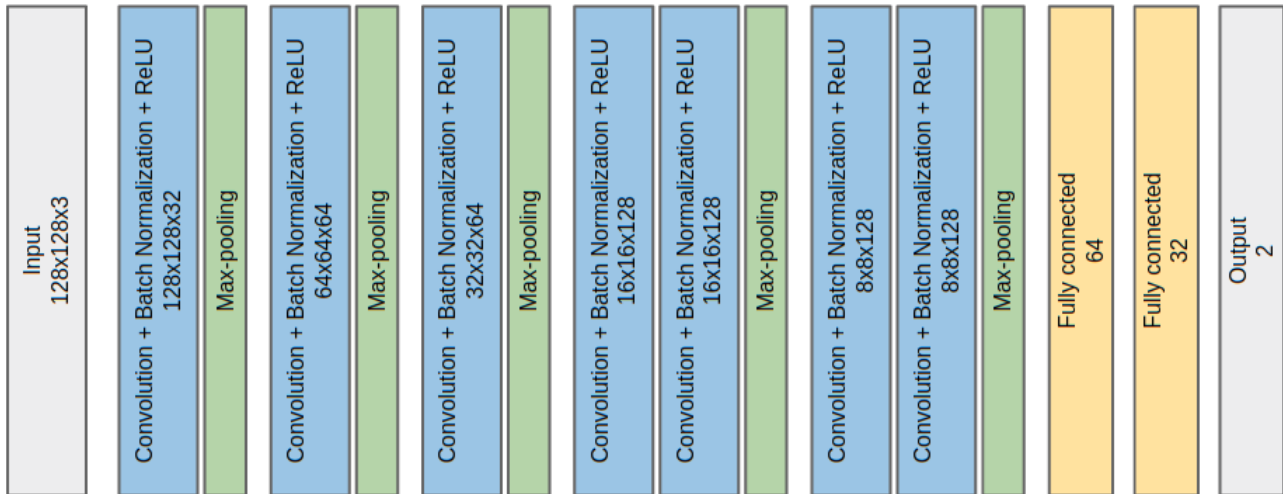 Input
128x128x3
Convolution + Batch Normalization + ReLU
128x128x32
Max-pooling
Convolution + Batch Normalization + ReLU
64x64x64
Max-pooling
Convolution + Batch Normalization + ReLU
32x32x64
Max-pooling
Convolution + Batch Normalization + ReLU
16x16x128
Convolution + Batch Normalization + ReLU
16x16x128
Max-pooling
Convolution + Batch Normalization + ReLU
8x8x128
Convolution + Batch Normalization + ReLU
8x8x128
Max-pooling
Fully connected
64
Fully connected
32
Output
2